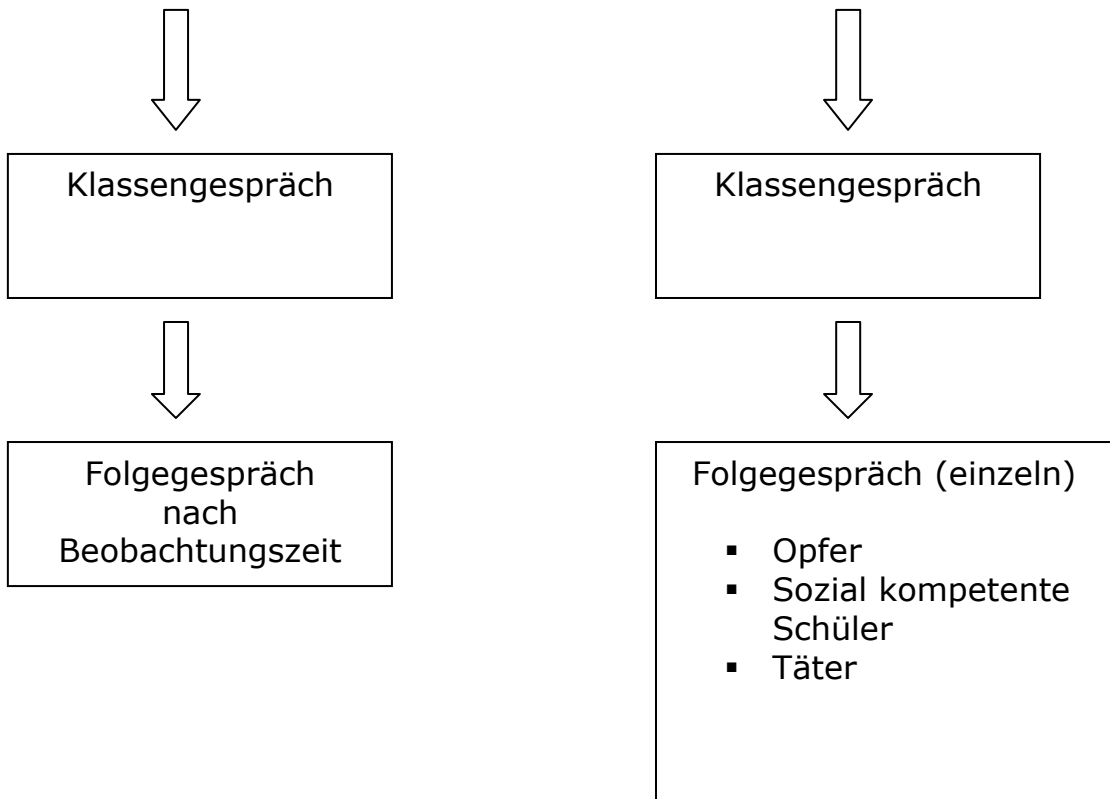 Klassengespräch
Folgegespräch
nach
Beobachtungszeit
Klassengespräch
Folgegespräch (einzeln)
▪ Opfer
▪ Sozial kompetente
Schüler
▪ Täter